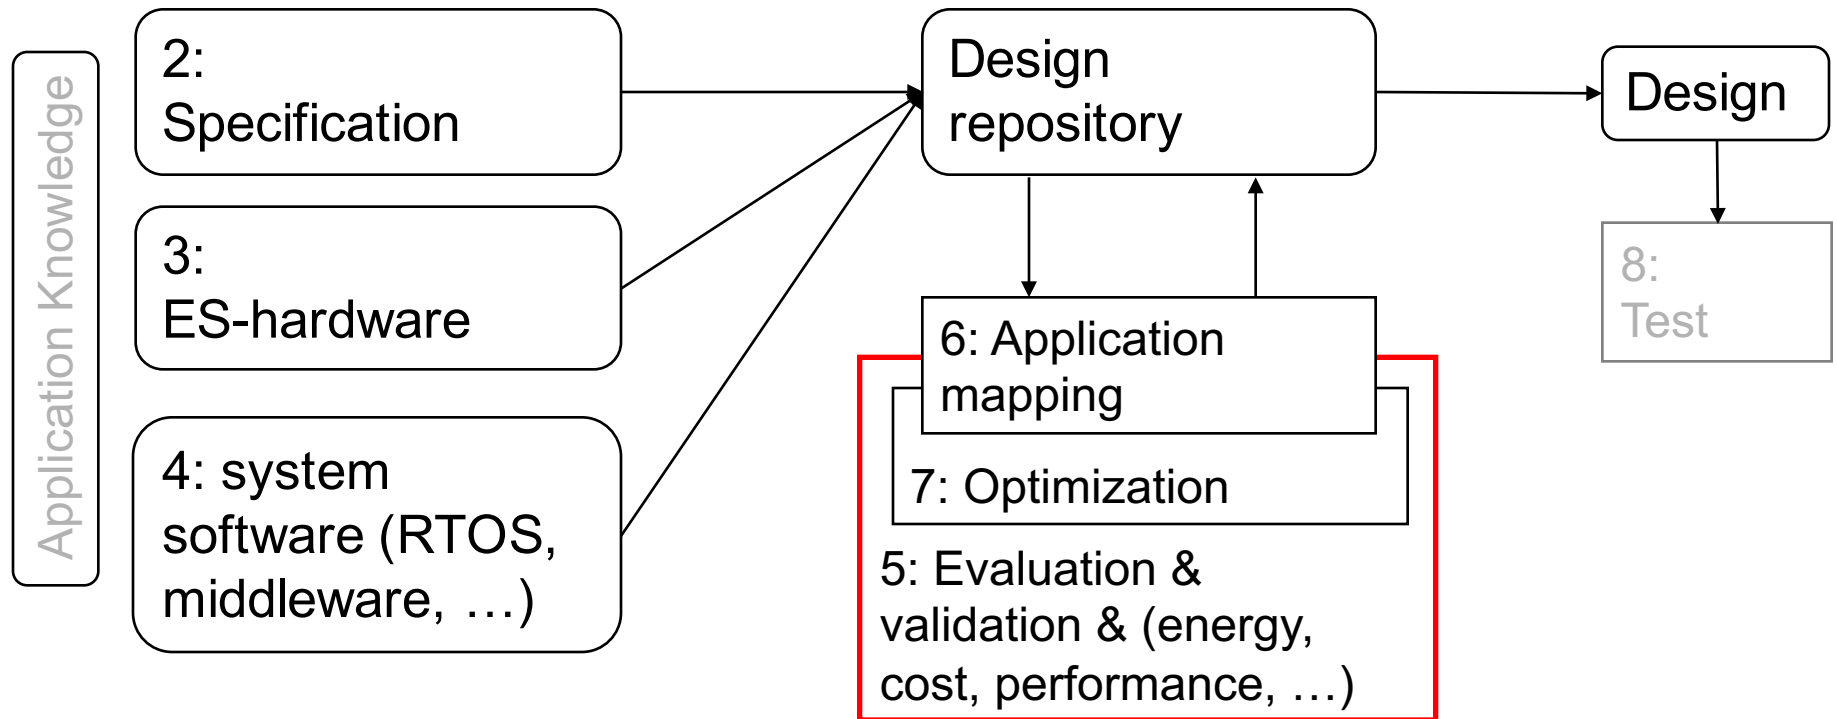 Application Knowledge
2:
Specification
3:
ES-hardware
4: system
software (RTOS,
middleware, …)
Design
repository
6: Application
mapping
7: Optimization
5: Evaluation &
validation & (energy,
cost, performance, …)
Design
8:
Test